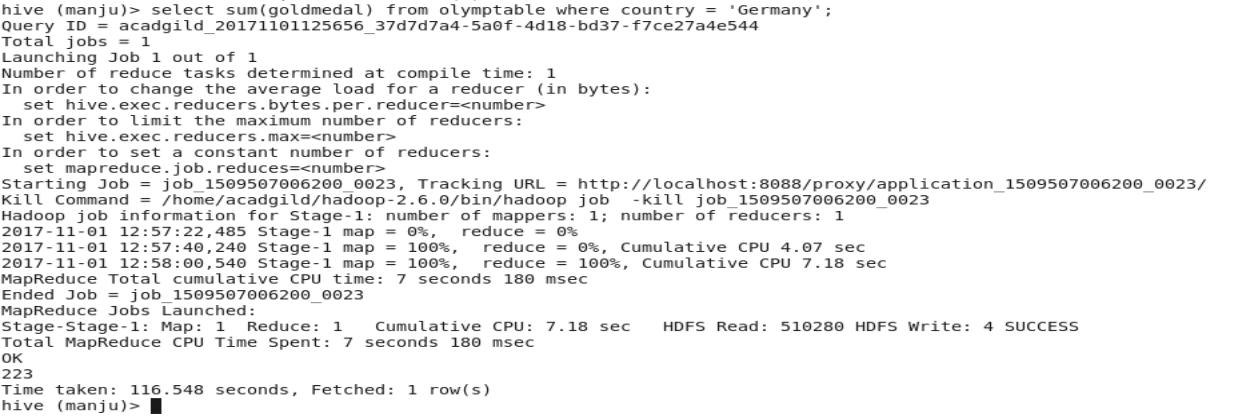 hive (manju)> select sum(goldmedal) from olymptable where country = 'Germany';
Query ID = acadgild_20171101125656_37d7d7a4-5a0f-4d18-bd37-f7ce27a4e544
Total jobs = 1
Launching Job 1 out of 1
Number of reduce tasks determined at compile time: 1
In order to change the average load for a reducer (in bytes):
  set hive.exec.reducers.bytes.per.reducer=<number>
In order to limit the maximum number of reducers:
  set hive.exec.reducers.max=<number>
In order to set a constant number of reducers:
  set mapreduce.job.reduces=<number>
Starting Job = job_1509507006200_0023, Tracking URL = http://localhost:8088/proxy/application_1509507006200_0023/
Kill Command = /home/acadgild/hadoop-2.6.0/bin/hadoop job  -kill job_1509507006200_0023
Hadoop job information for Stage-1: number of mappers: 1; number of reducers: 1
2017-11-01 12:57:22,485 Stage-1 map = 0%,  reduce = 0%
2017-11-01 12:57:40,240 Stage-1 map = 100%,  reduce = 0%, Cumulative CPU 4.07 sec
2017-11-01 12:58:00,540 Stage-1 map = 100%,  reduce = 100%, Cumulative CPU 7.18 sec
MapReduce Total cumulative CPU time: 7 seconds 180 msec
Ended Job = job_1509507006200_0023
MapReduce Jobs Launched:
Stage-Stage-1: Map: 1  Reduce: 1   Cumulative CPU: 7.18 sec   HDFS Read: 510280 HDFS Write: 4 SUCCESS
Total MapReduce CPU Time Spent: 7 seconds 180 msec
OK
223
Time taken: 116.548 seconds, Fetched: 1 row(s)
hive (manju)>